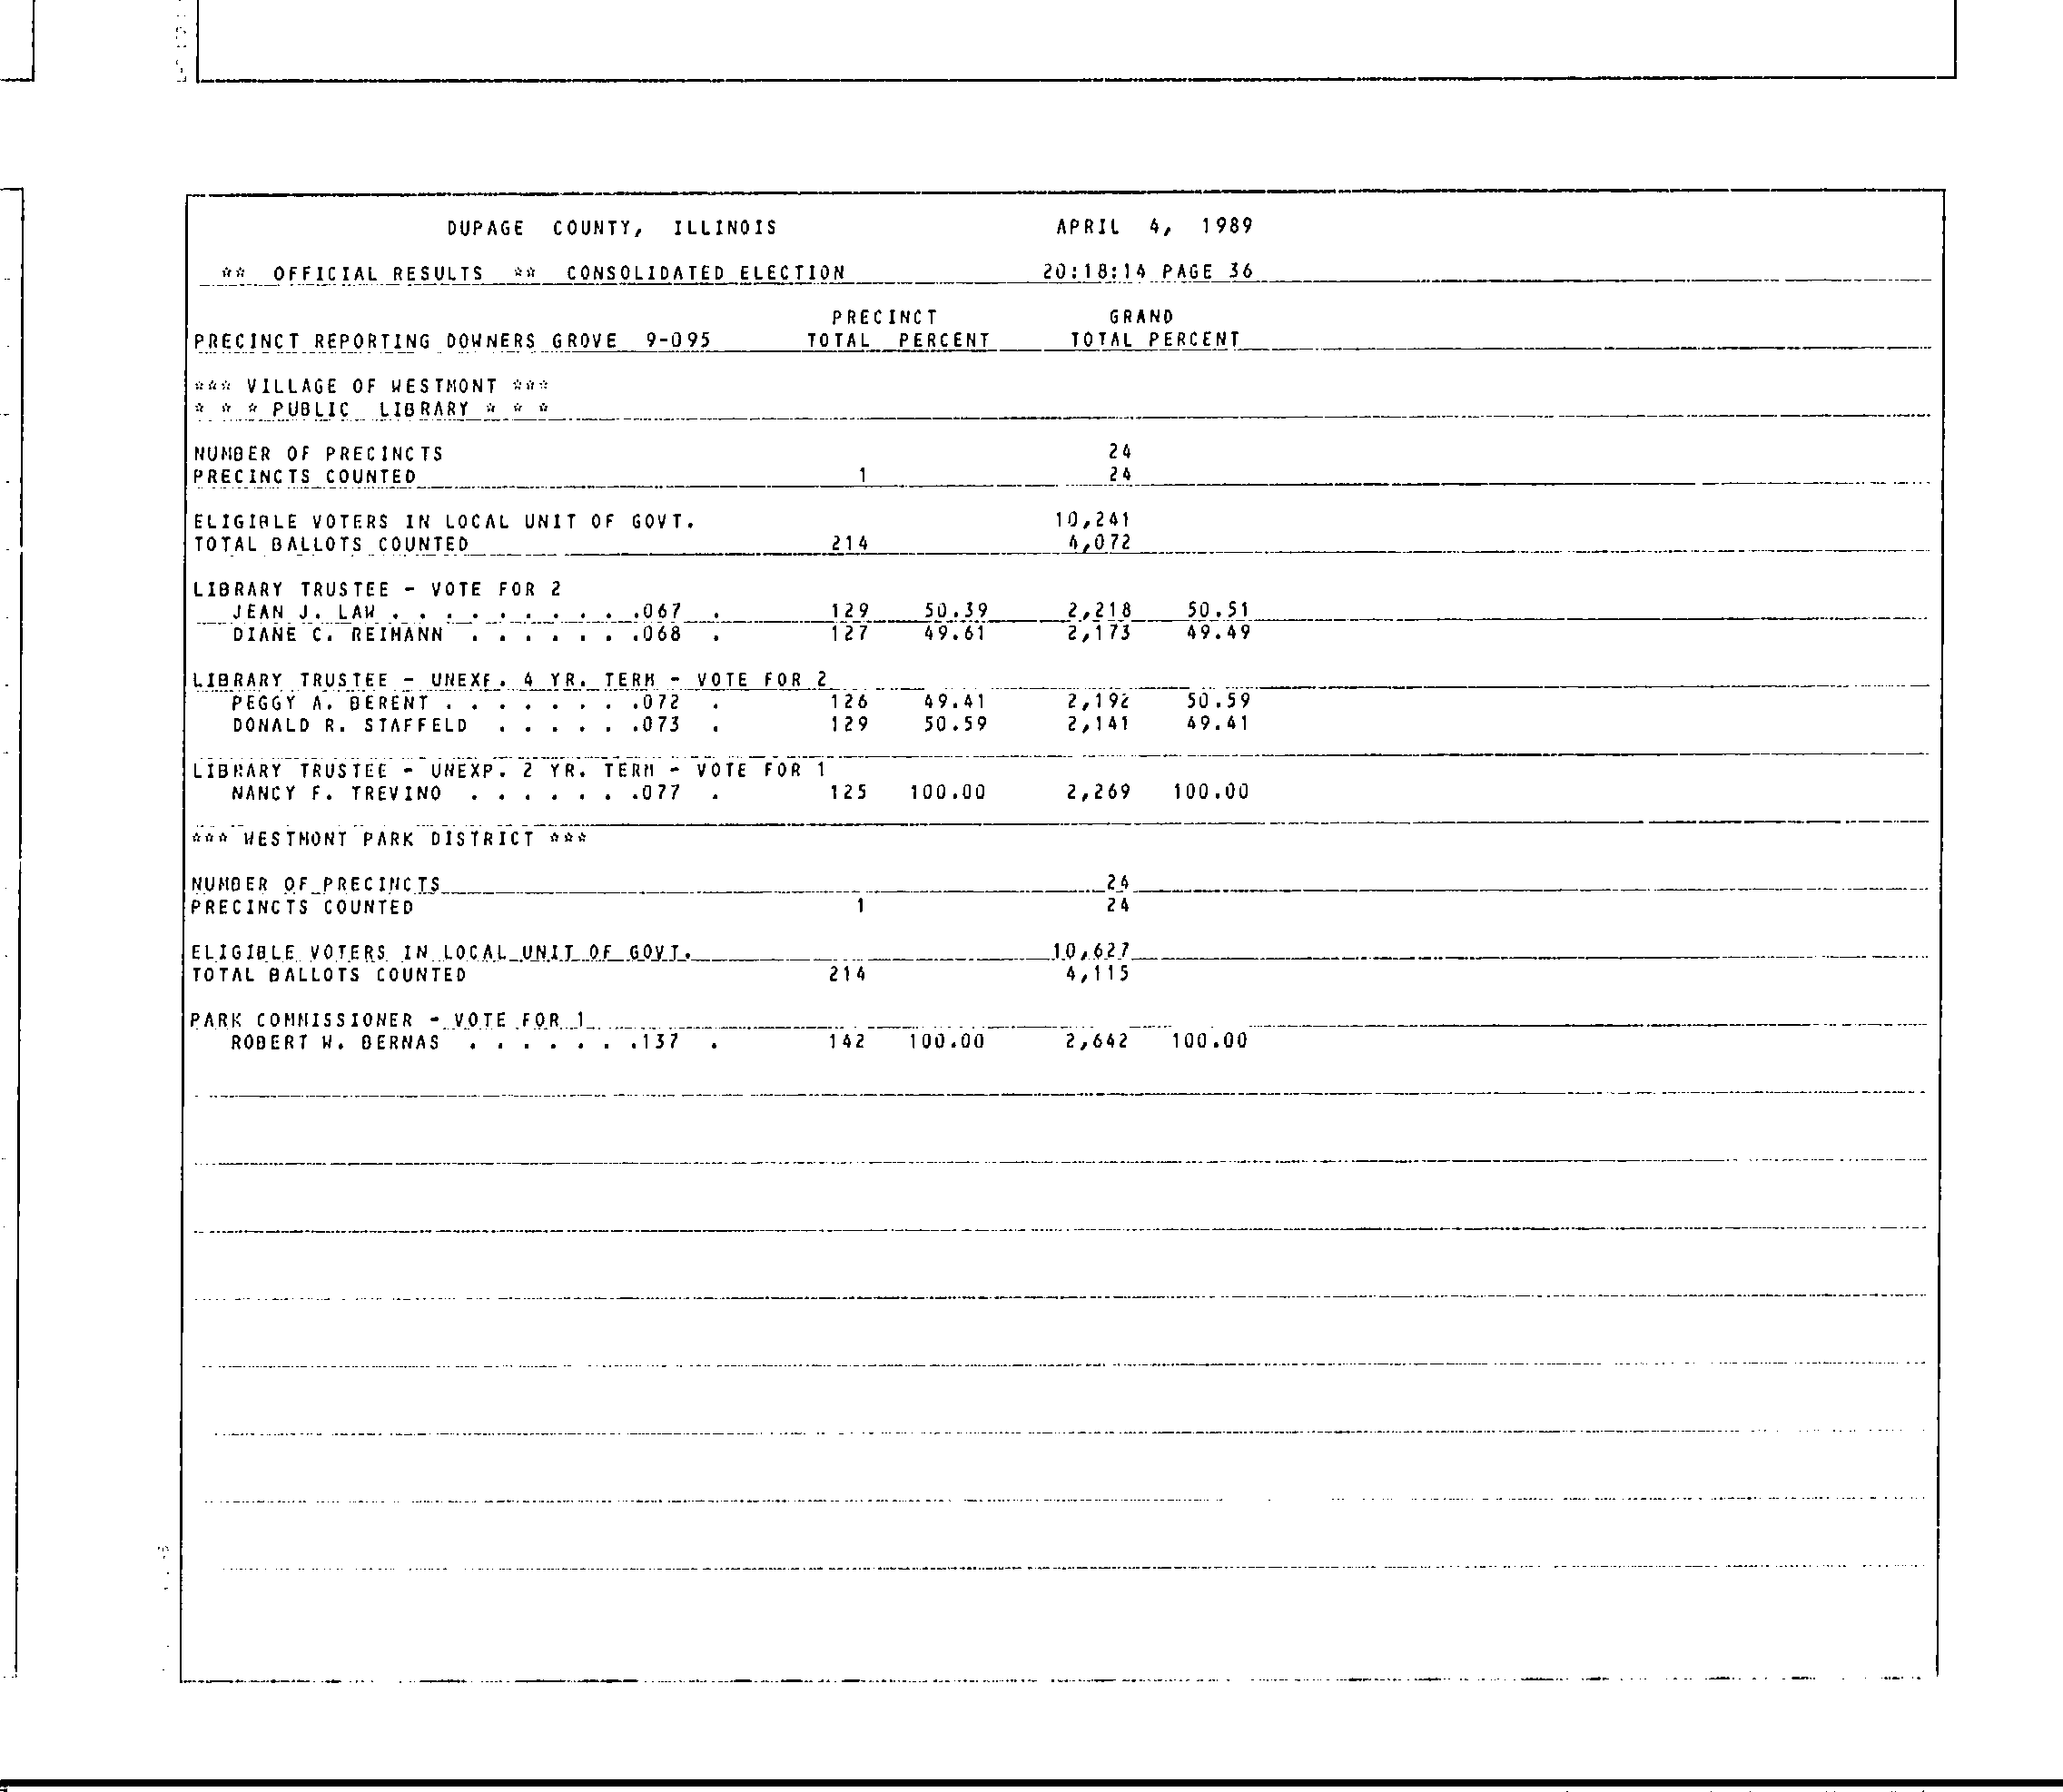 DUPAGE COUNTY, ILLINOIS APRIL 4, 1989
** OFFICIAL RESULTS ** CONSOLIDATED ELECTION 20:18:14 PAGE 36
PRECINCT GRAND
PRECINCT REPORTING DOWNERS GROVE 9-095 TOTAL PERCENT TOTAL PERCENT
*** VILLAGE OF WESTMONT ***
* * * PUBLIC LIBRARY * * *
NUMBER OF PRECINCTS 24
PRECINCTS COUNTED 1 24
ELIGIBLE VOTERS IN LOCAL UNIT OF GOVT. 10,241
TOTAL BALLOTS COUNTED 214 4,072
LIBRARY TRUSTEE - VOTE FOR 2
JEAN J. LAW . . . . . . . . . .067 . 129 50.39 2,218 50.51
DIANE C. REIMANN . . . . . . .068 . 127 49.61 2,173 49.49
LIBRARY TRUSTEE - UNEXP. 4 YR. TERM - VOTE FOR 2
PEGGY A. BERENT . . . . . . . .072 . 126 49.41 2,192 50.59
DONALD R. STAFFELD . . . . . .073 . 129 50.59 2,141 49.41
LIBRARY TRUSTEE - UNEXP. 2 YR. TERM - VOTE FOR 1
NANCY F. TREVINO . . . . . . .077 . 125 100.00 2,269 100.00
*** WESTMONT PARK DISTRICT ***
NUMBER OF PRECINCTS 24
PRECINCTS COUNTED 1 24
ELIGIBLE VOTERS IN LOCAL UNIT OF GOVT. 10,627
TOTAL BALLOTS COUNTED 214 4,115
PARK COMMISSIONER - VOTE FOR 1
ROBERT W. BERNAS . . . . . . .137 . 142 100.00 2,642 100.00